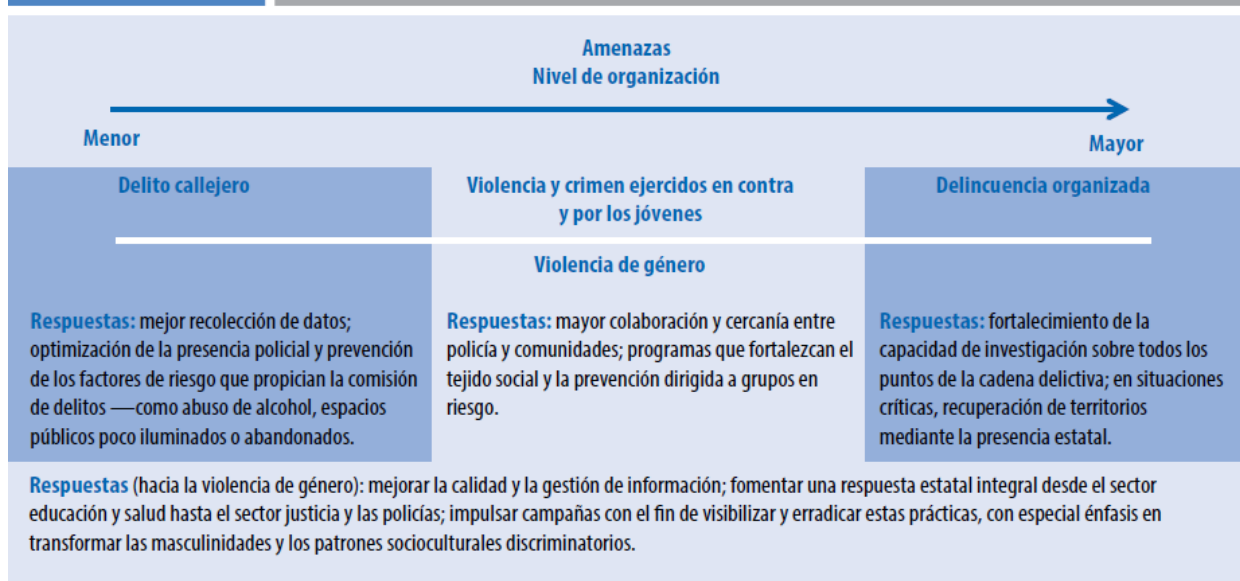 Amenazas
Nivel de organización
Menor
Mayor
Delito callejero
Violencia y crimen ejercidos en contra
y por los jóvenes
Delincuencia organizada
Violencia de género
Respuestas: mejor recolección de datos;
optimización de la presencia policial y prevención
de los factores de riesgo que propician la comisión
de delitos —como abuso de alcohol, espacios
públicos poco iluminados o abandonados.
Respuestas: mayor colaboración y cercanía entre
policía y comunidades; programas que fortalezcan el
tejido social y la prevención dirigida a grupos en
riesgo.
Respuestas: fortalecimiento de la
capacidad de investigación sobre todos los
puntos de la cadena delictiva; en situaciones
críticas, recuperación de territorios
mediante la presencia estatal.
Respuestas (hacia la violencia de género): mejorar la calidad y la gestión de información; fomentar una respuesta estatal integral desde el sector
educación y salud hasta el sector justicia y las policías; impulsar campañas con el fin de visibilizar y erradicar estas prácticas, con especial énfasis en
transformar las masculinidades y los patrones socioculturales discriminatorios.